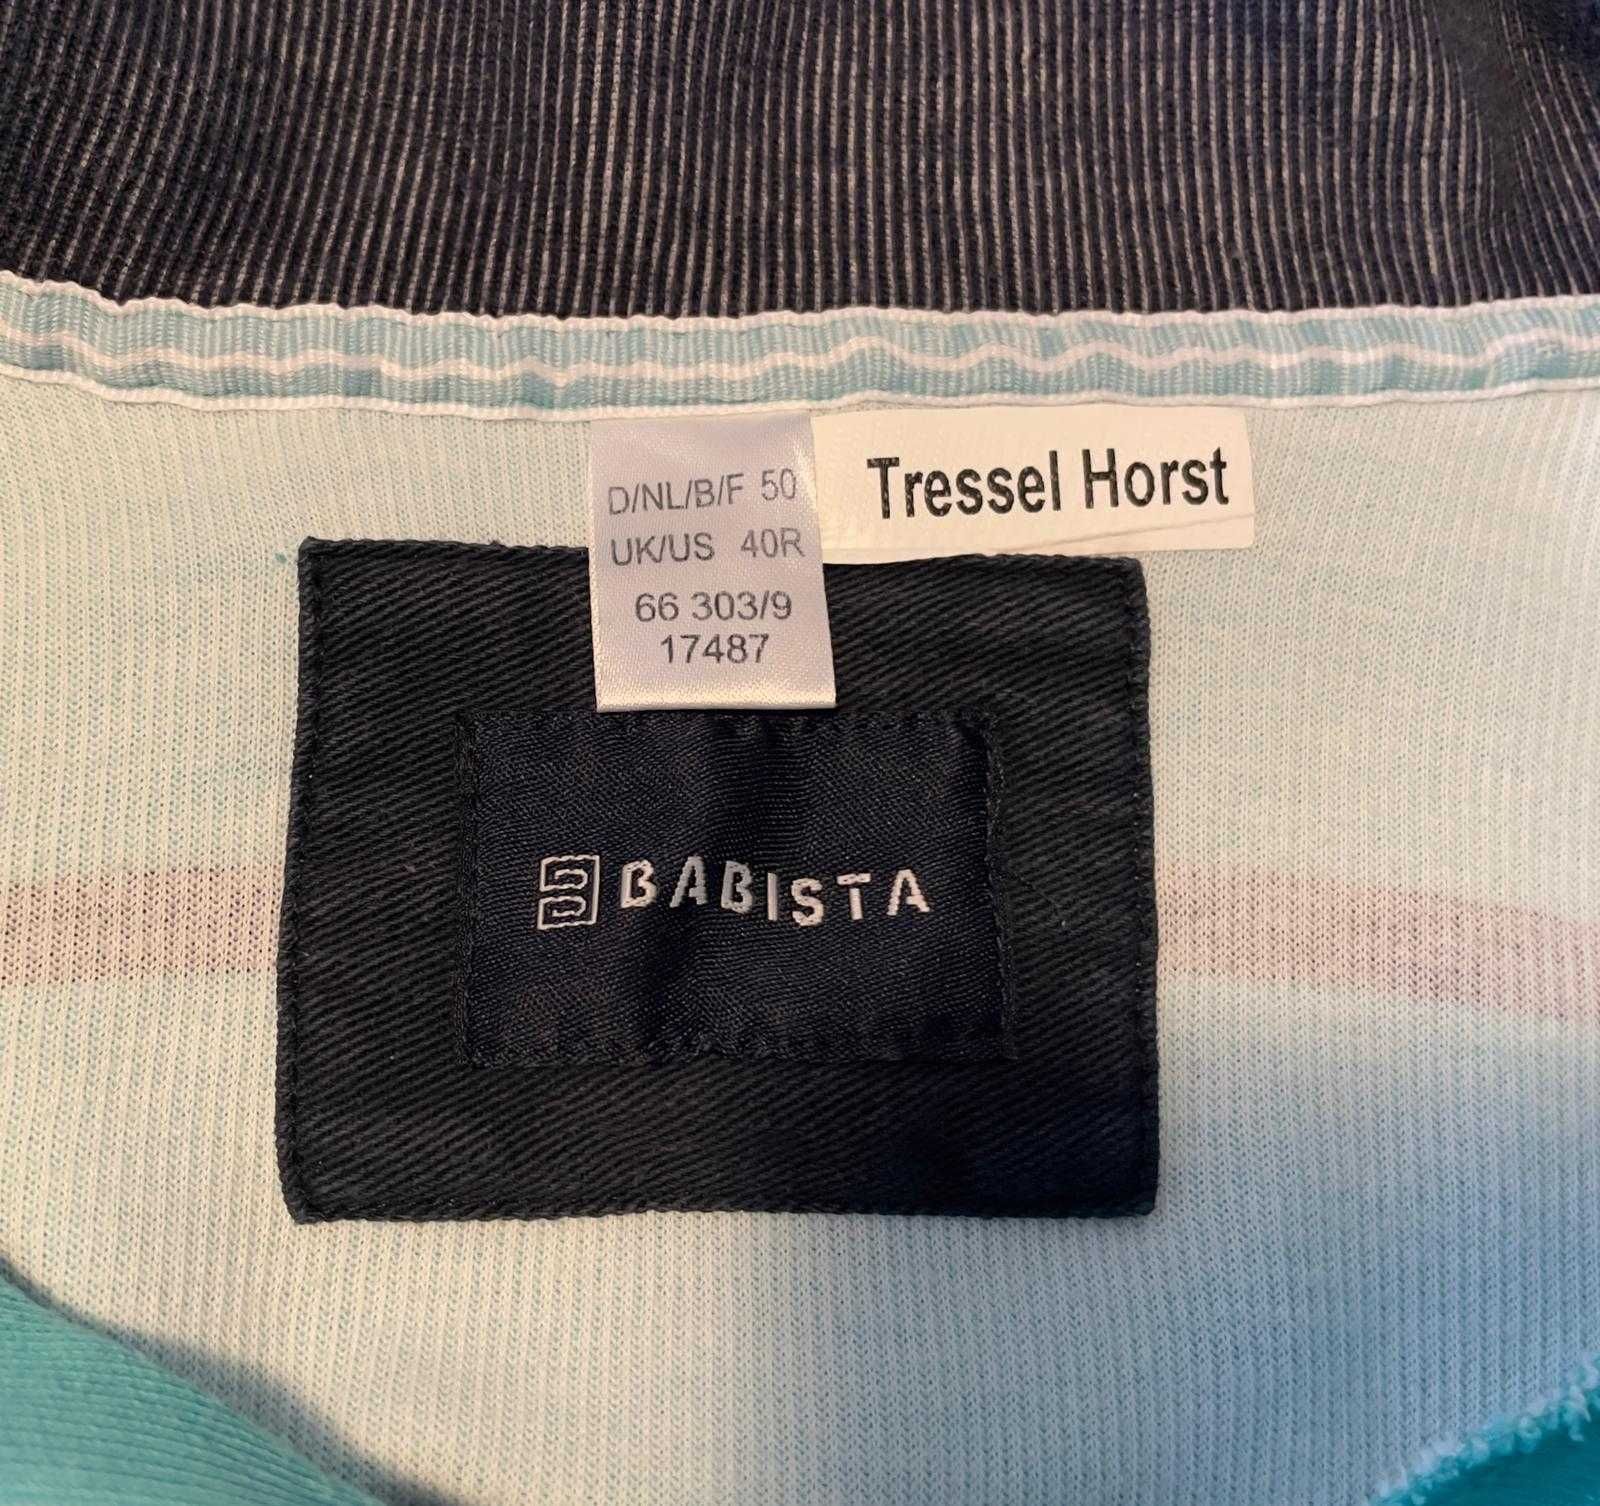 D/NL/B/F 50
UK/US 40R
66 303/9
17487
Tressel Horst
BABISTA